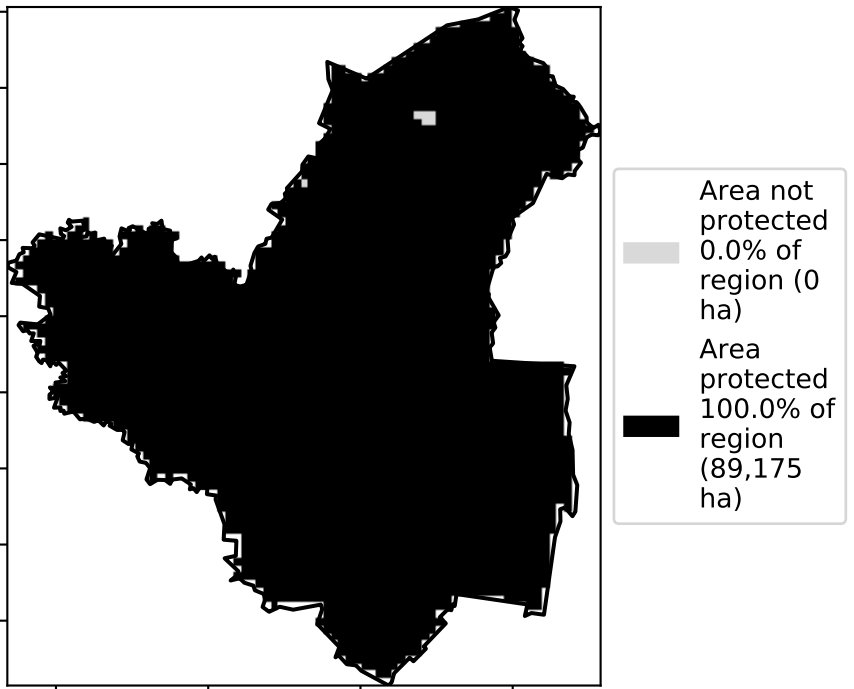 Area not
protected
0.0% of
region (0
ha)
Area
protected
100.0% of
region
(89,175
ha)